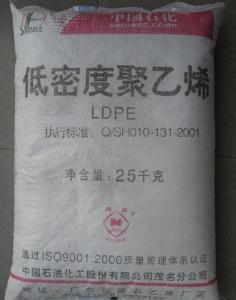 中国石化
SINOPEC CORP.
低密度聚乙烯
LDPE
执行标准: Q/SH010·131·2001
净含量: 25千克
通过ISO9001:2000质量管理体系认证
中国石油化工股份有限公司茂名分公司